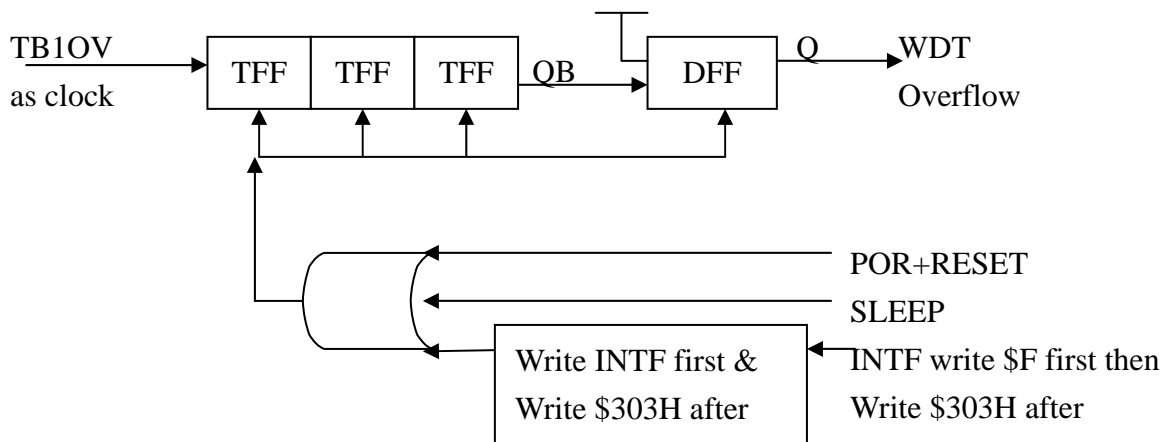 TB1OV
as clock
TFF
TFF
TFF
QB
DFF
Q
WDT
Overflow
POR+RESET
SLEEP
Write INTF first &
Write $303H after
INTF write $F first then
Write $303H after